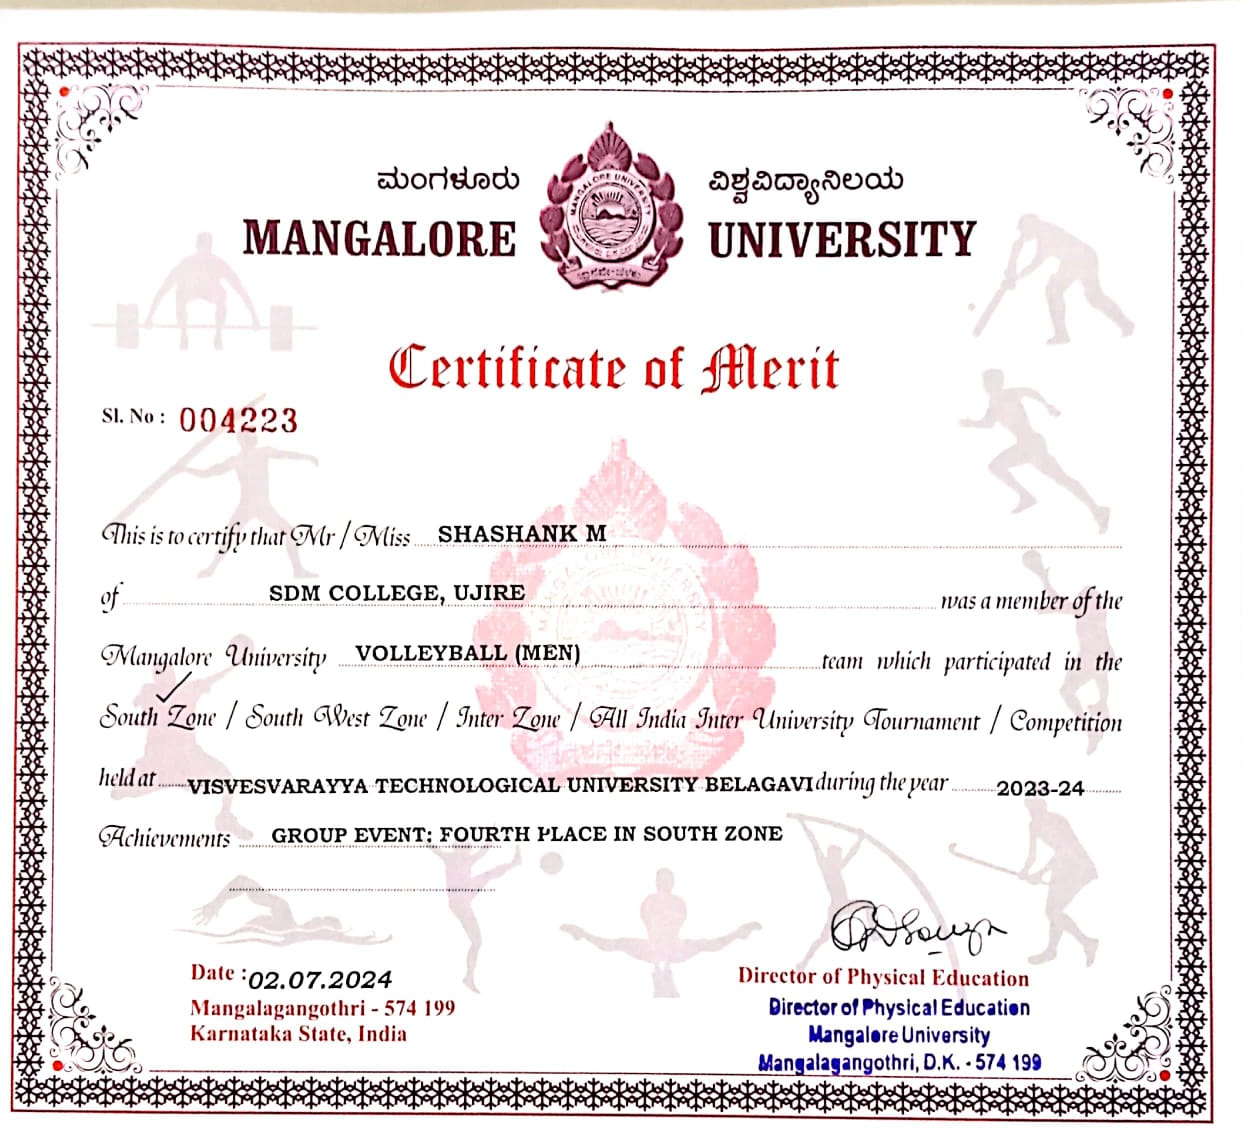 ಮಂಗಳೂರು ವಿಶ್ವವಿದ್ಯಾನಿಲಯ
MANGALORE UNIVERSITY
MANGALORE UNIVERSITY
Certificate of Merit
Sl. No : 004223
This is to certify that Mr / Miss SHASHANK M
of SDM COLLEGE, UJIRE was a member of the
Mangalore University VOLLEYBALL (MEN) team which participated in the
South Zone / South West Zone / Inter Zone / All India Inter University Tournament / Competition
held at VISVESVARAYYA TECHNOLOGICAL UNIVERSITY BELAGAVI during the year 2023-24
Achievements GROUP EVENT; FOURTH PLACE IN SOUTH ZONE
Date : 02.07.2024
Mangalagangothri - 574 199
Karnataka State, India
Director of Physical Education
Director of Physical Education
Mangalore University
Mangalagangothri, D.K. - 574 199